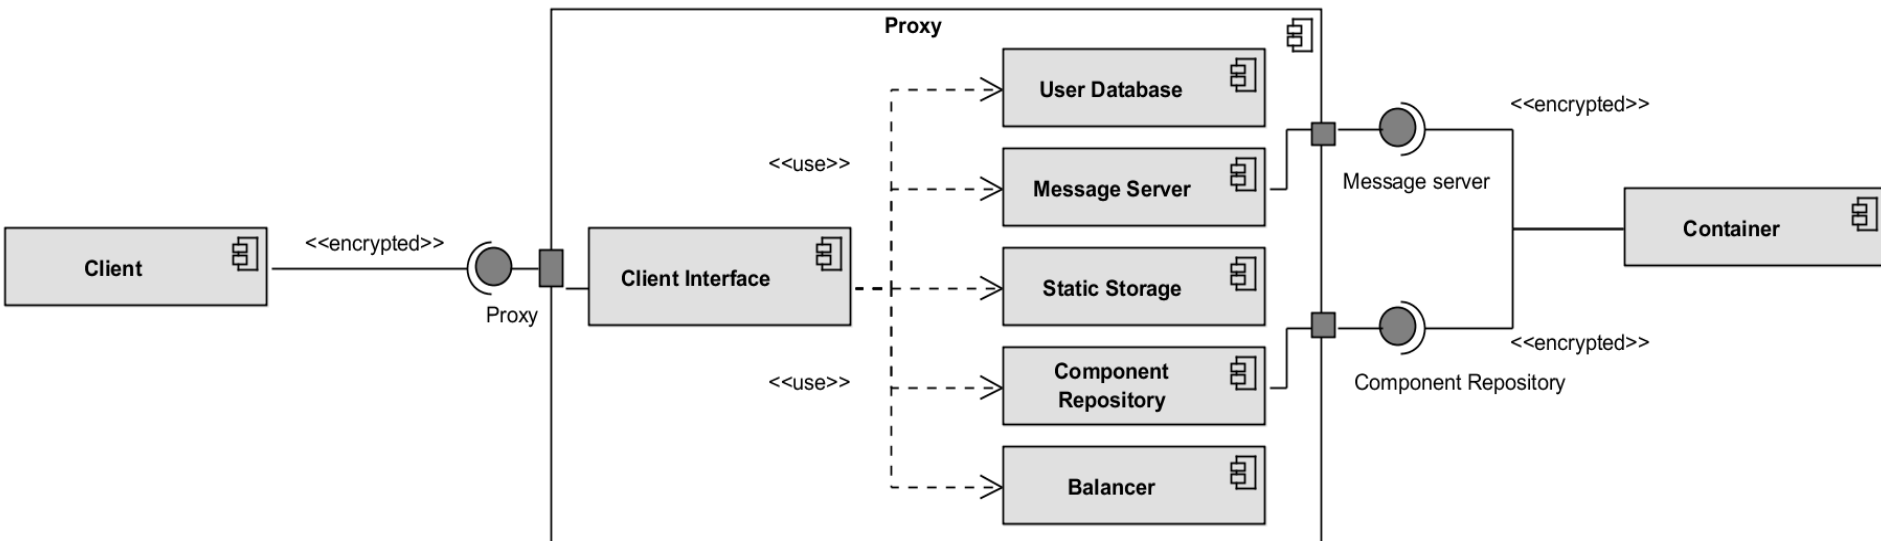 Proxy
User Database
<<encrypted>>
<<use>>
Message Server
Message server
Client
<<encrypted>>
Proxy
Client Interface
Static Storage
Container
<<use>>
Component
Repository
<<encrypted>>
Component Repository
Balancer